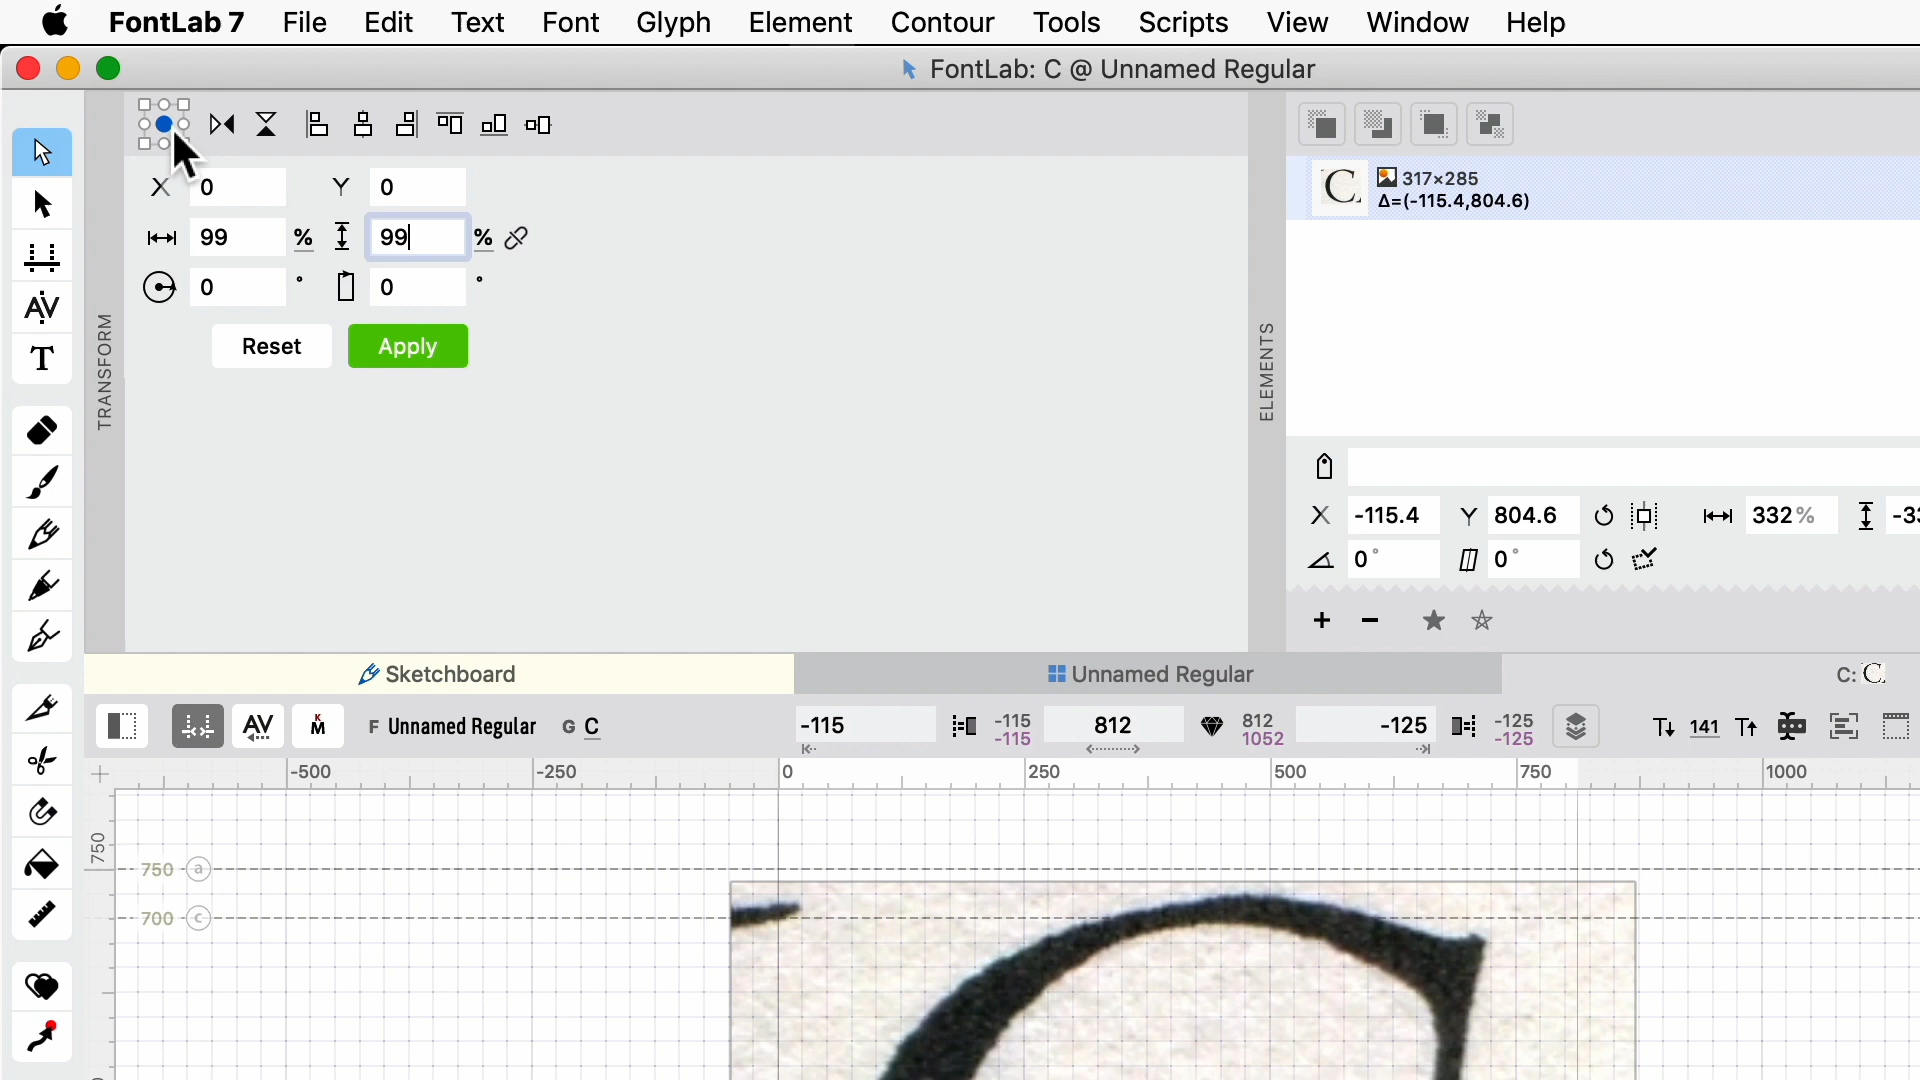 FontLab 7 File Edit Text Font Glyph Element Contour Tools Scripts View Window Help
FontLab: C @ Unnamed Regular
X 0 Y 0
99 % 99 %
0 ° 0 °
Reset Apply
TRANSFORM
ELEMENTS
C. 317×285
Δ=(-115.4,804.6)
X -115.4 Y 804.6 332% -33
0° 0°
Sketchboard Unnamed Regular C: C.
F Unnamed Regular G C -115 -115 -115 812 812 1052 -125 -125 -125 141
-500 -250 0 250 500 750 1000
750
750 a
700 c